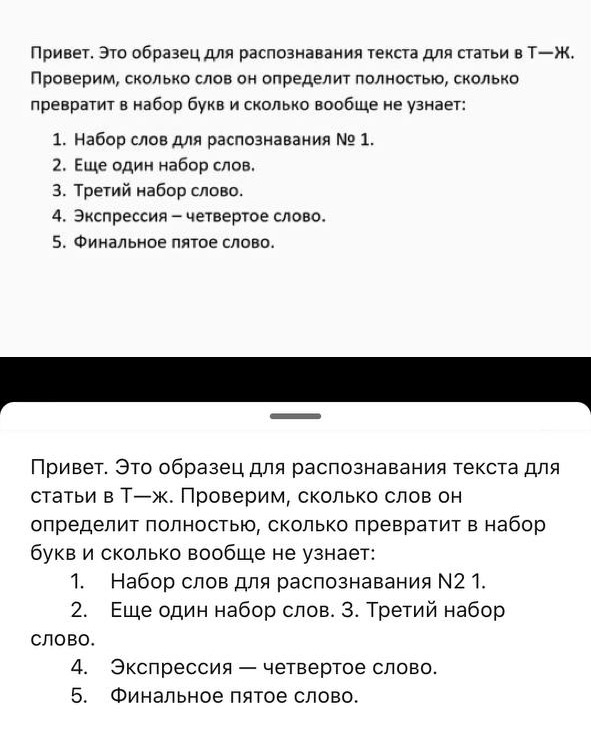 Привет. Это образец для распознавания текста для статьи в Т—Ж.
Проверим, сколько слов он определит полностью, сколько
превратит в набор букв и сколько вообще не узнает:
1. Набор слов для распознавания № 1.
2. Еще один набор слов.
3. Третий набор слово.
4. Экспрессия – четвертое слово.
5. Финальное пятое слово.
Привет. Это образец для распознавания текста для
статьи в Т—ж. Проверим, сколько слов он
определит полностью, сколько превратит в набор
букв и сколько вообще не узнает:
1. Набор слов для распознавания N2 1.
2. Еще один набор слов. 3. Третий набор
слово.
4. Экспрессия — четвертое слово.
5. Финальное пятое слово.